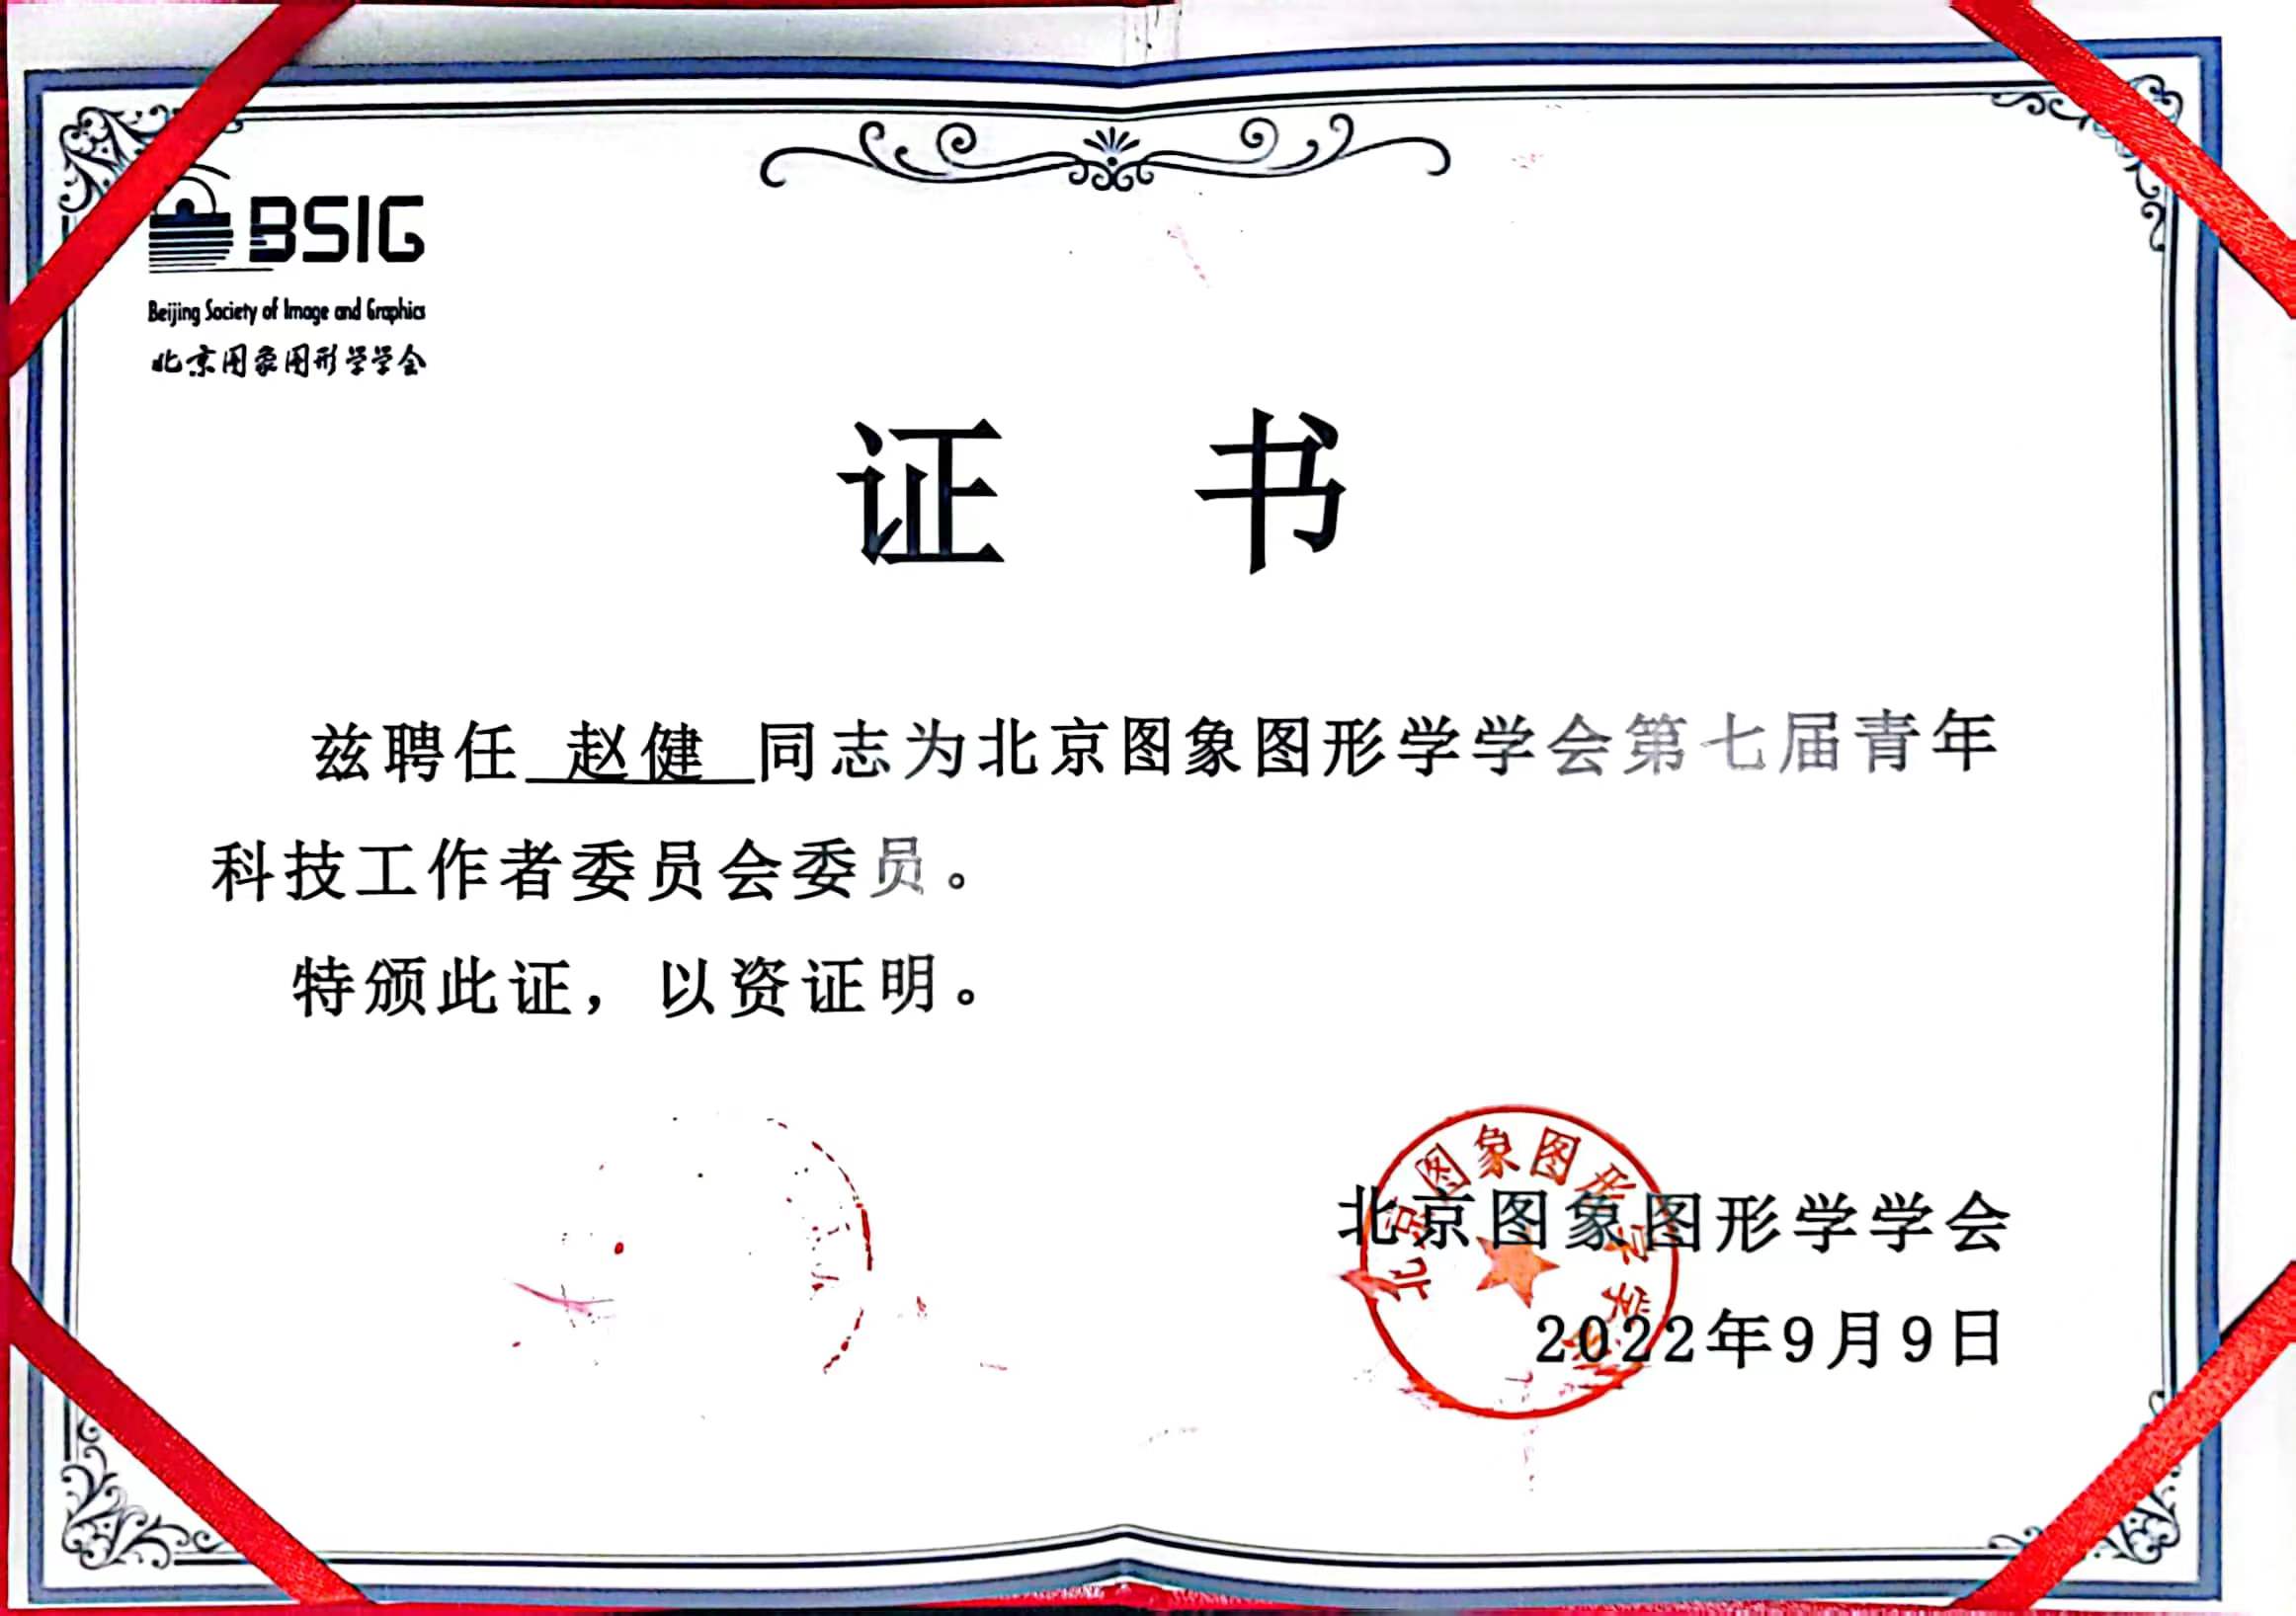 BSIG
Beijing Society of Image and Graphics
北京图象图形学学会
证 书
兹聘任 赵健 同志为北京图象图形学学会第七届青年
科技工作者委员会委员。
特颁此证，以资证明。
北京图象图形学学会
北京图象图形学学会
2022年9月9日